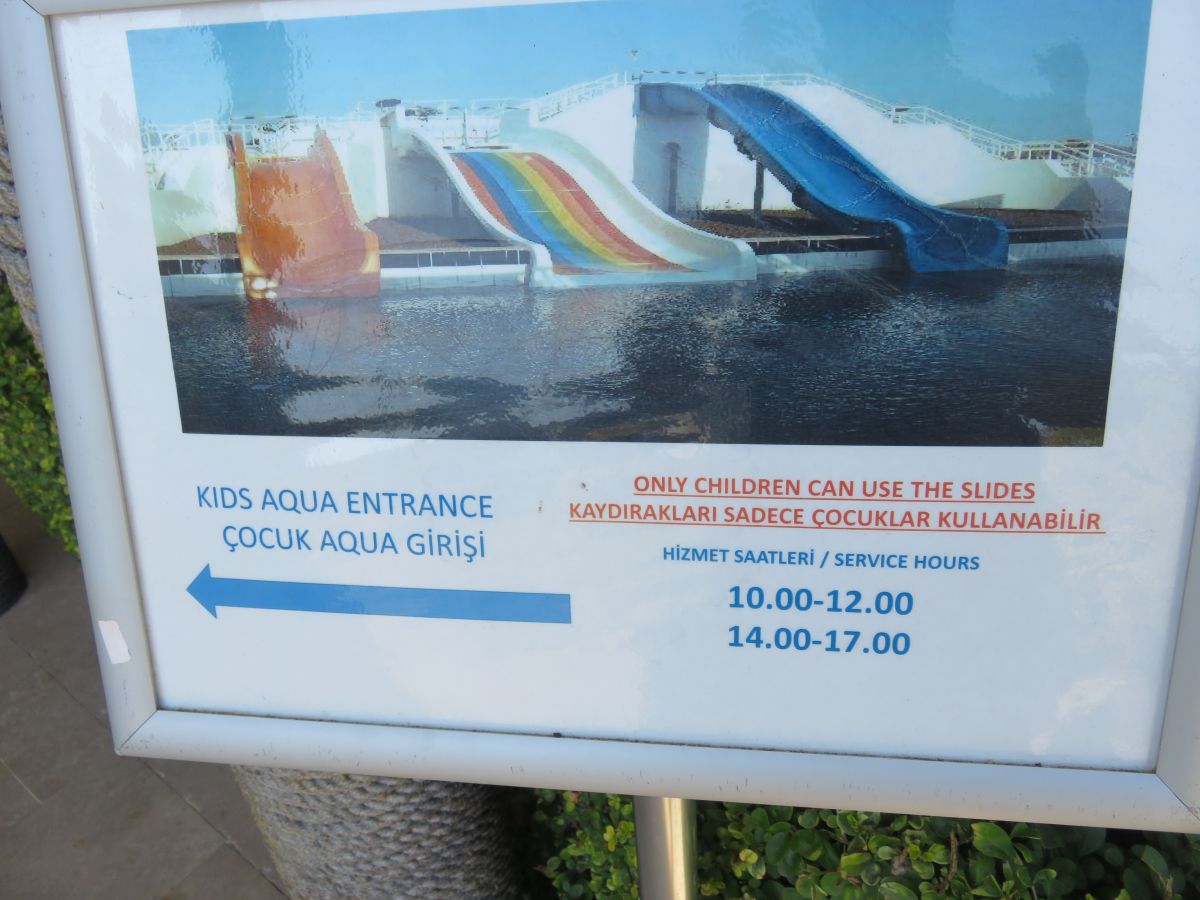 KIDS AQUA ENTRANCE
ÇOCUK AQUA GİRİŞİ
ONLY CHILDREN CAN USE THE SLIDES
KAYDIRAKLARI SADECE ÇOCUKLAR KULLANABİLİR
HİZMET SAATLERİ / SERVICE HOURS
10.00-12.00
14.00-17.00